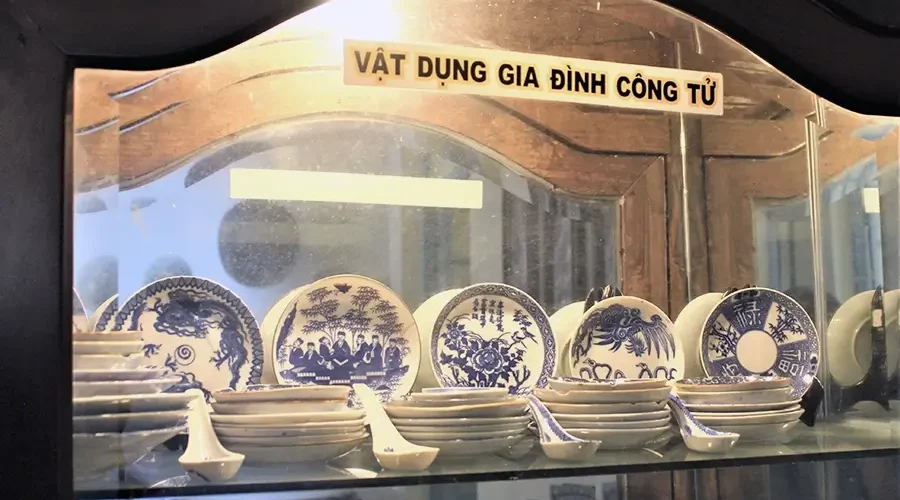 VẬT DỤNG GIA ĐÌNH CÔNG TỬ